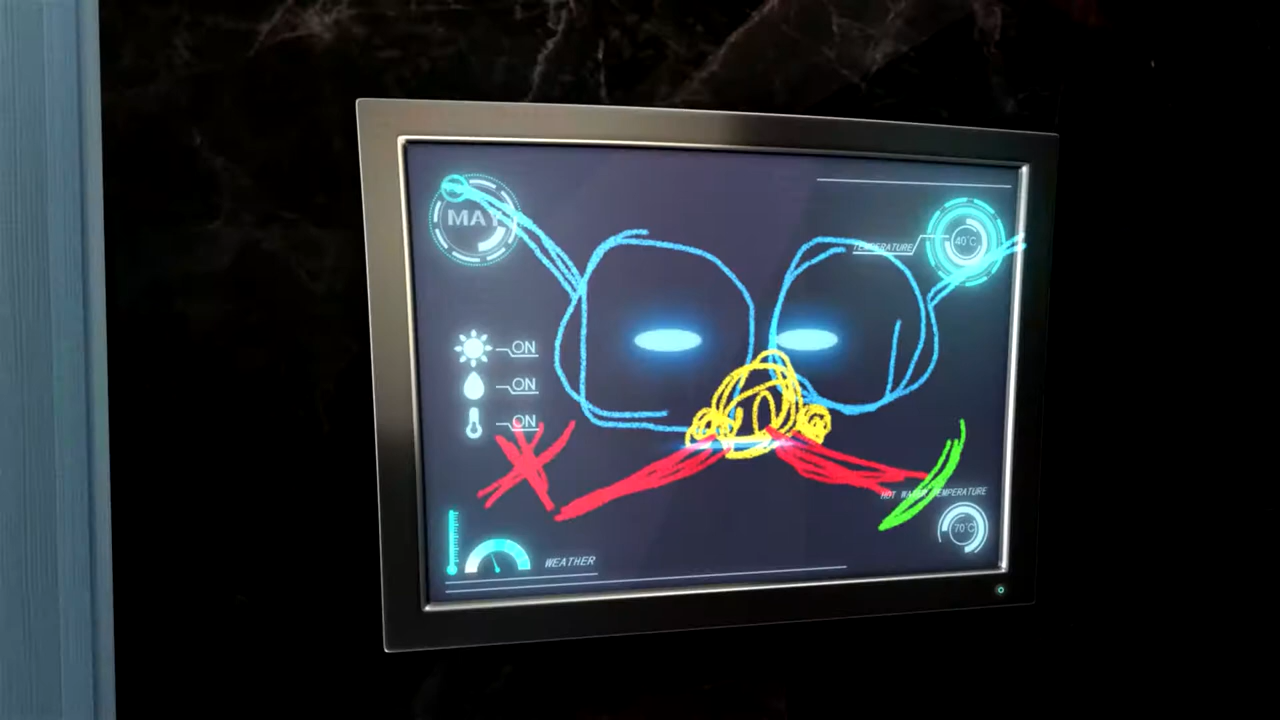 MAY
TEMPERATURE
40°C
ON
ON
ON
HOT WATER TEMPERATURE
70°C
WEATHER